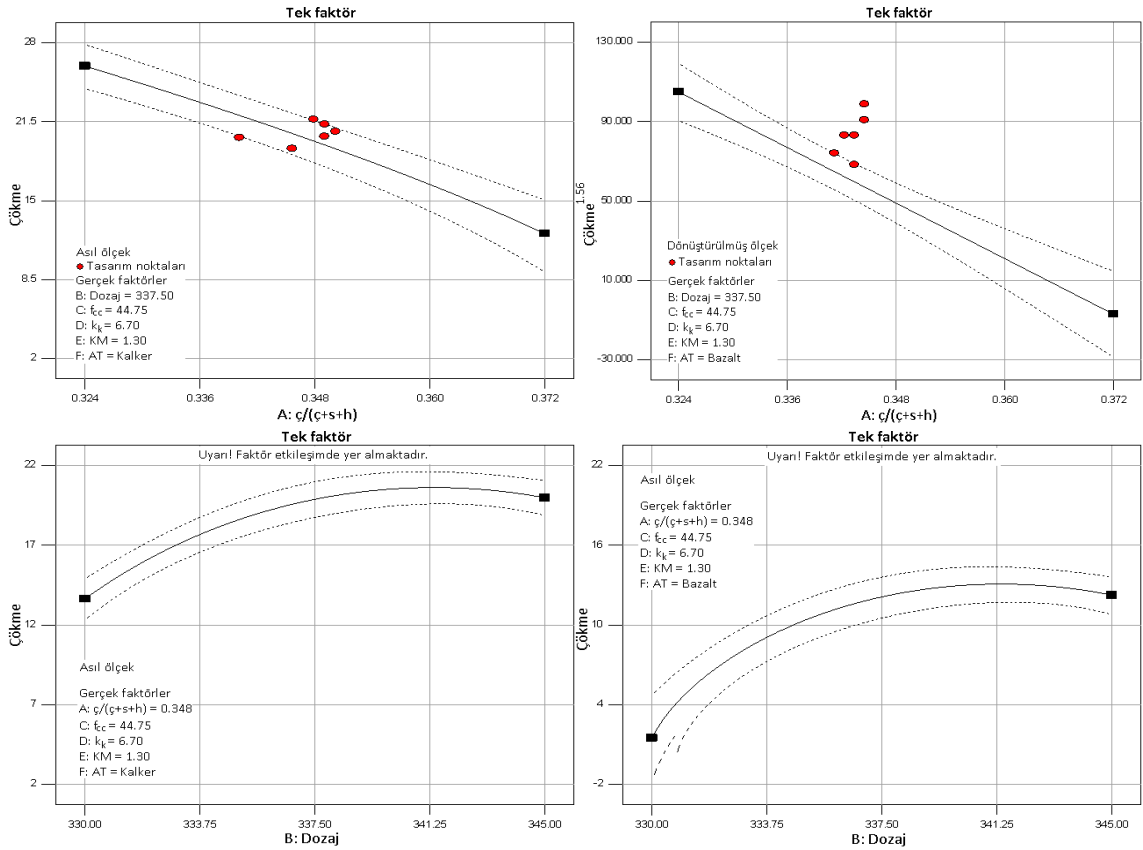 Tek faktör
28
21.5
15
8.5
2
Çökme
Asıl ölçek
Tasarım noktaları
Gerçek faktörler
B: Dozaj = 337.50
C: fcc = 44.75
D: kk = 6.70
E: KM = 1.30
F: AT = Kalker
0.324
0.336
0.348
0.360
0.372
A: ç/(ç+s+h)
Tek faktör
130.000
90.000
50.000
10.000
-30.000
Çökme 1.56
Dönüştürülmüş ölçek
Tasarım noktaları
Gerçek faktörler
B: Dozaj = 337.50
C: fcc = 44.75
D: kk = 6.70
E: KM = 1.30
F: AT = Bazalt
0.324
0.336
0.348
0.360
0.372
A: ç/(ç+s+h)
Tek faktör
Uyarı! Faktör etkileşimde yer almaktadır.
22
17
12
7
2
Çökme
Asıl ölçek
Gerçek faktörler
A: ç/(ç+s+h) = 0.348
C: fcc = 44.75
D: kk = 6.70
E: KM = 1.30
F: AT = Kalker
330.00
333.75
337.50
341.25
345.00
B: Dozaj
Tek faktör
Uyarı! Faktör etkileşimde yer almaktadır.
22
16
10
4
-2
Çökme
Asıl ölçek
Gerçek faktörler
A: ç/(ç+s+h) = 0.348
C: fcc = 44.75
D: kk = 6.70
E: KM = 1.30
F: AT = Bazalt
330.00
333.75
337.50
341.25
345.00
B: Dozaj